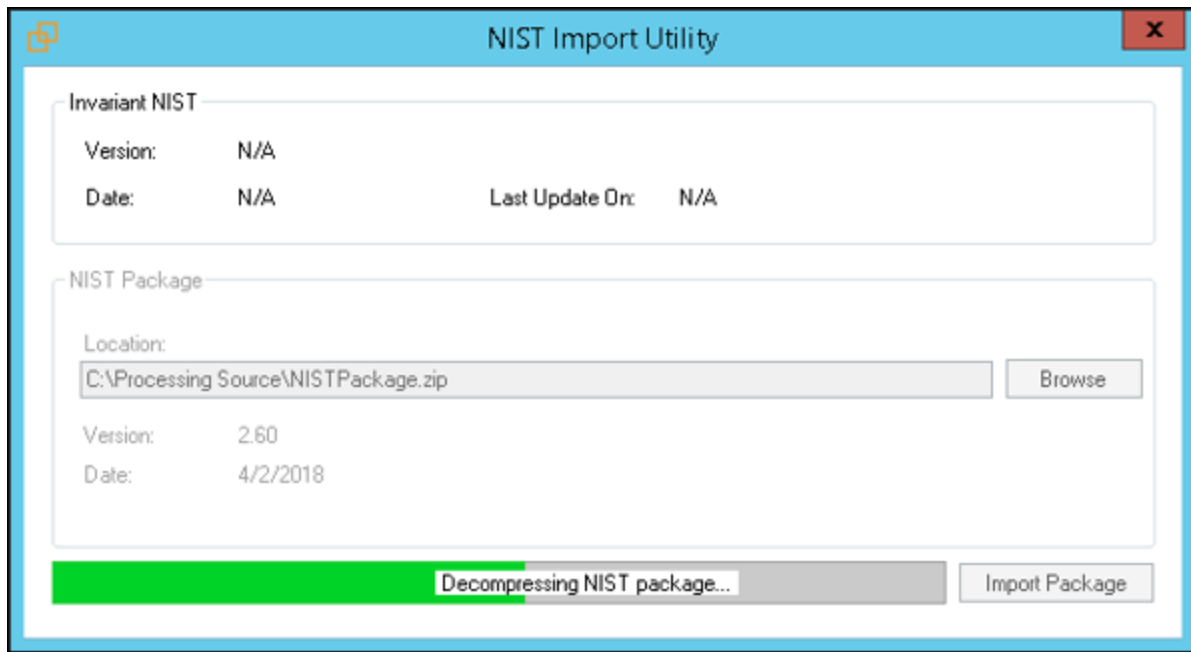 NIST Import Utility
x
Invariant NIST
Version: N/A
Date: N/A Last Update On: N/A
NIST Package
Location:
C:\Processing Source\NISTPackage.zip Browse
Version: 2.60
Date: 4/2/2018
Decompressing NIST package... Import Package